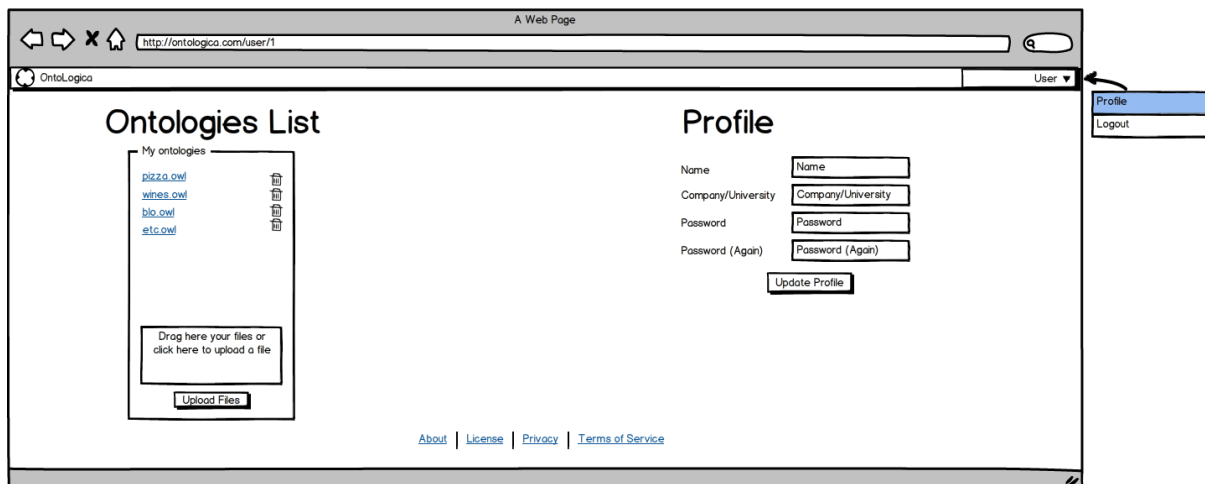 A Web Page
http://ontologica.com/user/1
OntoLogica
User
Profile
Logout
Ontologies List
My ontologies
pizza.owl
wines.owl
blo.owl
etc.owl
Drag here your files or
click here to upload a file
Upload Files
Profile
Name Name
Company/University Company/University
Password Password
Password (Again) Password (Again)
Update Profile
About License Privacy Terms of Service